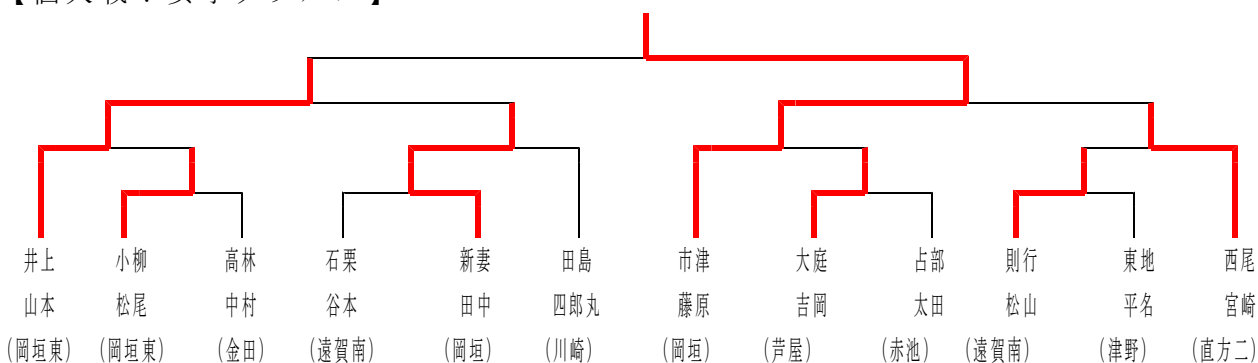 井上 小柳 高林 石栗 新妻 田島 市津 大庭 占部 則行 東地 西尾
山本 松尾 中村 谷本 田中 四郎丸 藤原 吉岡 太田 松山 平名 宮崎
(岡垣東) (岡垣東) (金田) (遠賀南) (岡垣) (川崎) (岡垣) (芦屋) (赤池) (遠賀南) (津野) (直方二)